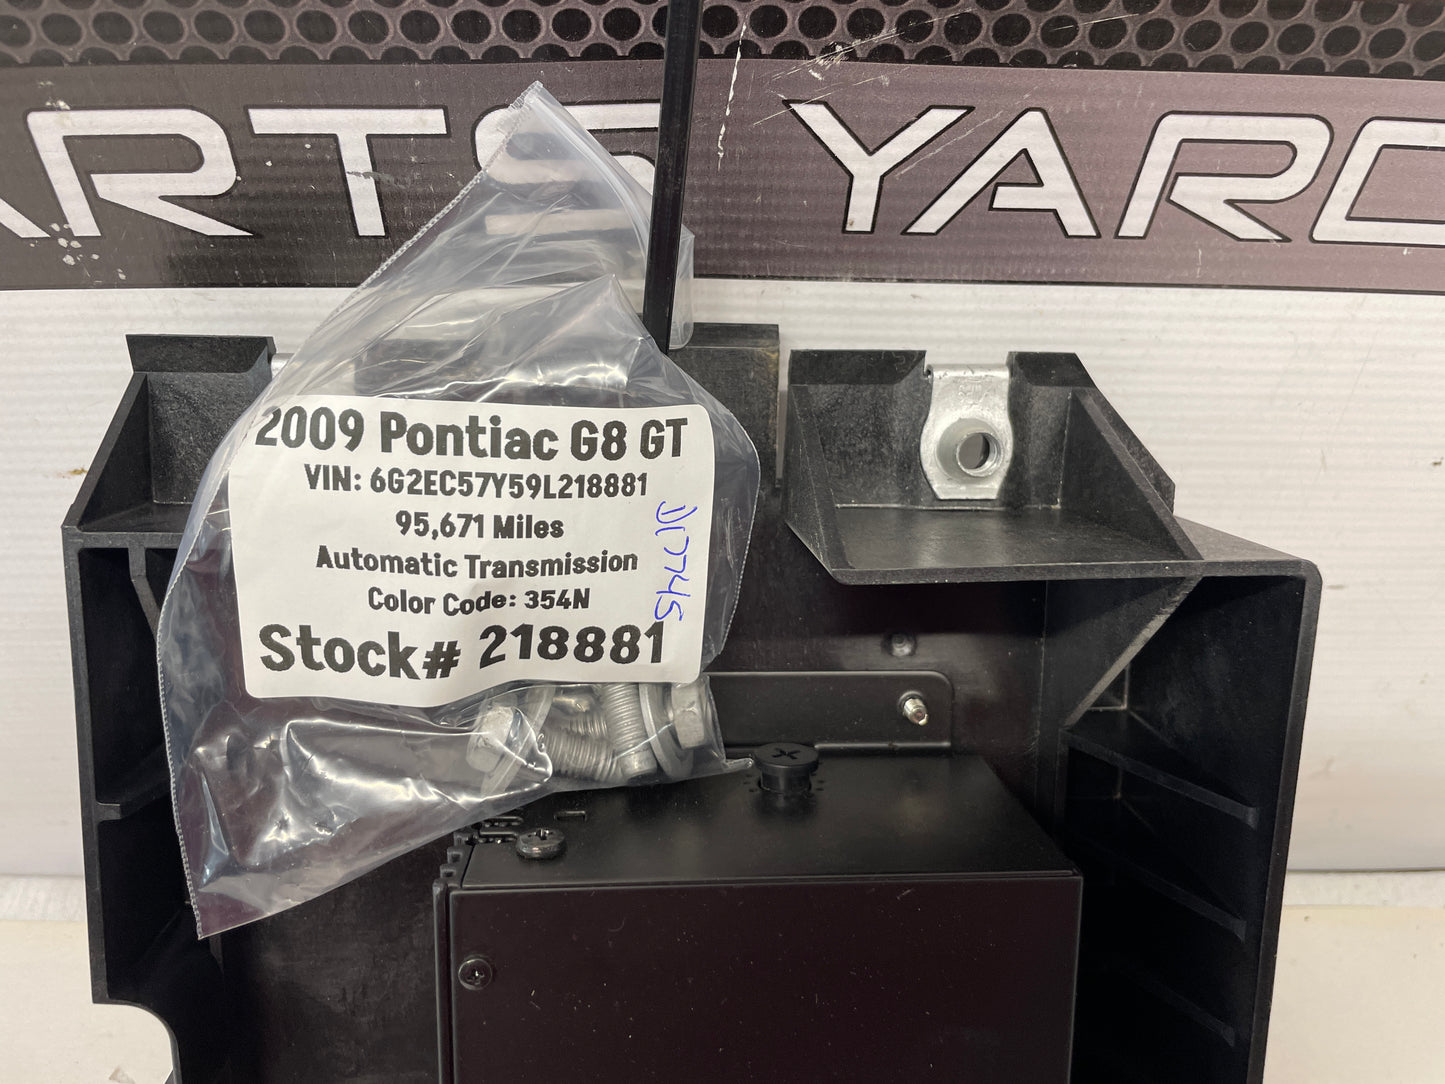 ARTS YARD
2009 Pontiac G8 GT
VIN: 6G2EC57Y59L218881
95,671 Miles
Automatic Transmission
Color Code: 354N
Stock# 218881